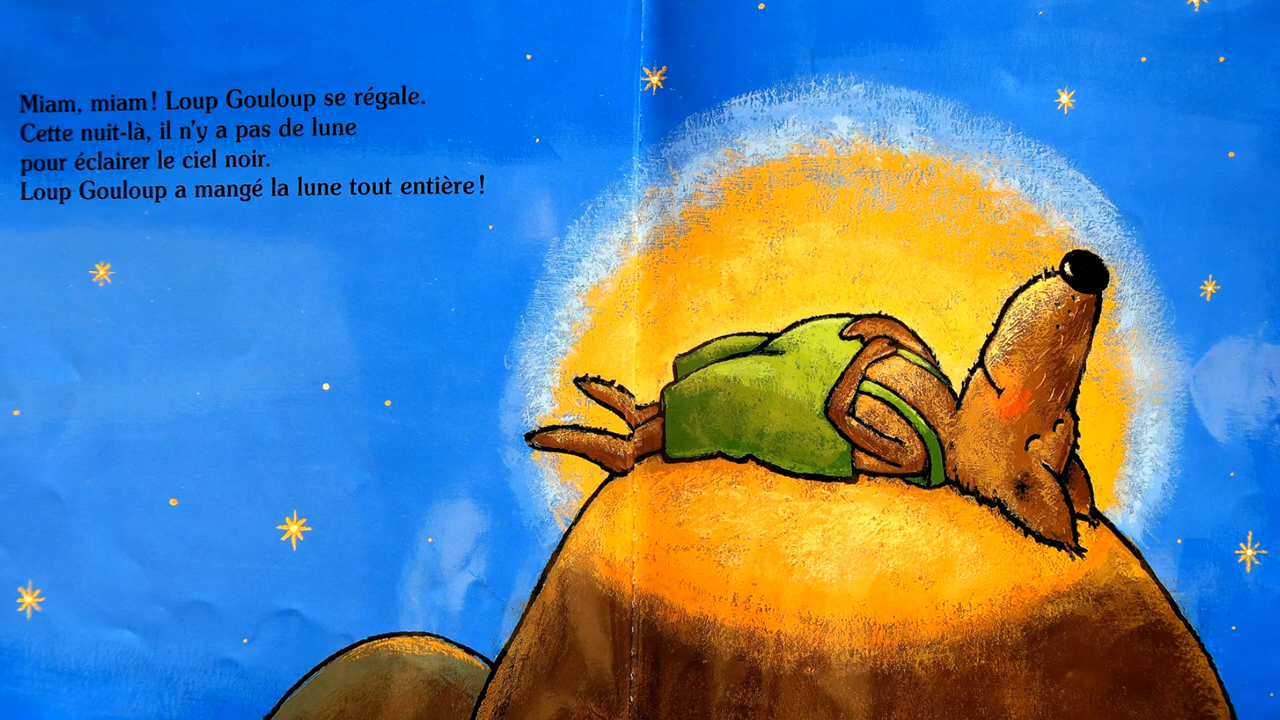 Miam, miam ! Loup Gouloup se régale.
Cette nuit-là, il n'y a pas de lune
pour éclairer le ciel noir.
Loup Gouloup a mangé la lune tout entière !